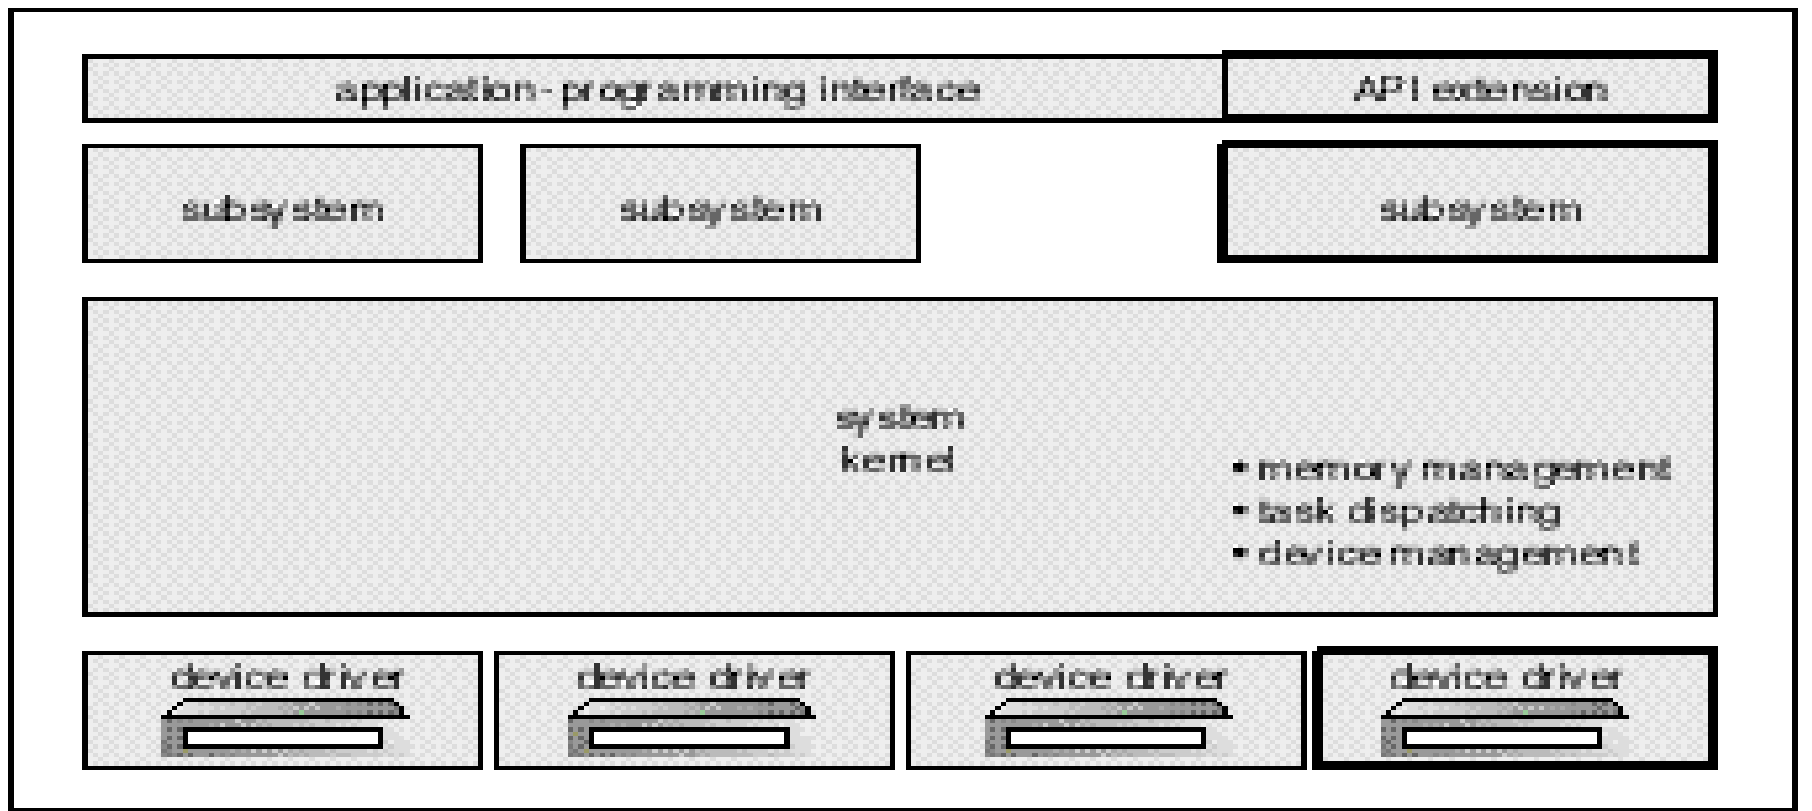 application-programming interface
API extension
subsystem
subsystem
subsystem
system
kernel
• memory management
• task dispatching
• device management
device driver
device driver
device driver
device driver